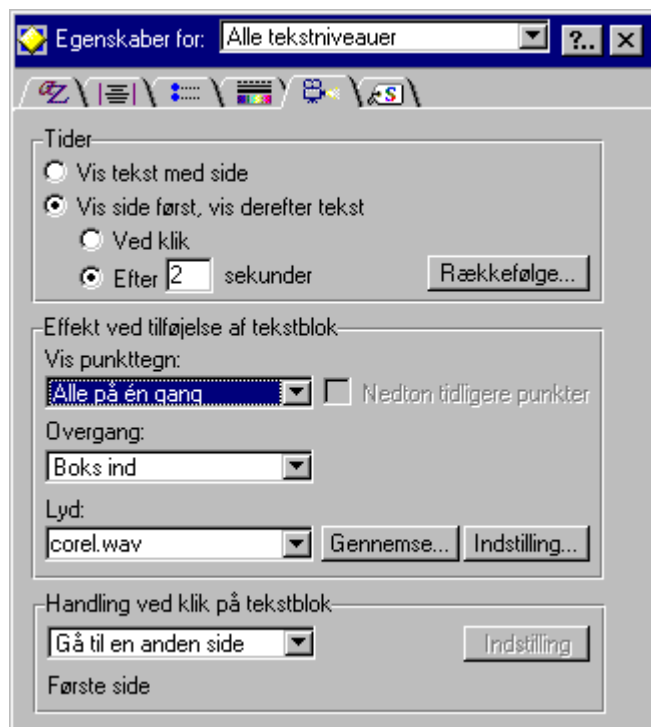 Egenskaber for: Alle tekstniveauer ?..
Tider
Vis tekst med side
Vis side først, vis derefter tekst
Ved klik
Efter 2 sekunder Rækkefølge...
Effekt ved tilføjelse af tekstblok
Vis punkttegn:
Alle på én gang Nedton tidligere punkter
Overgang:
Boks ind
Lyd:
corel.wav Gennemse... Indstilling...
Handling ved klik på tekstblok
Gå til en anden side Indstilling
Første side